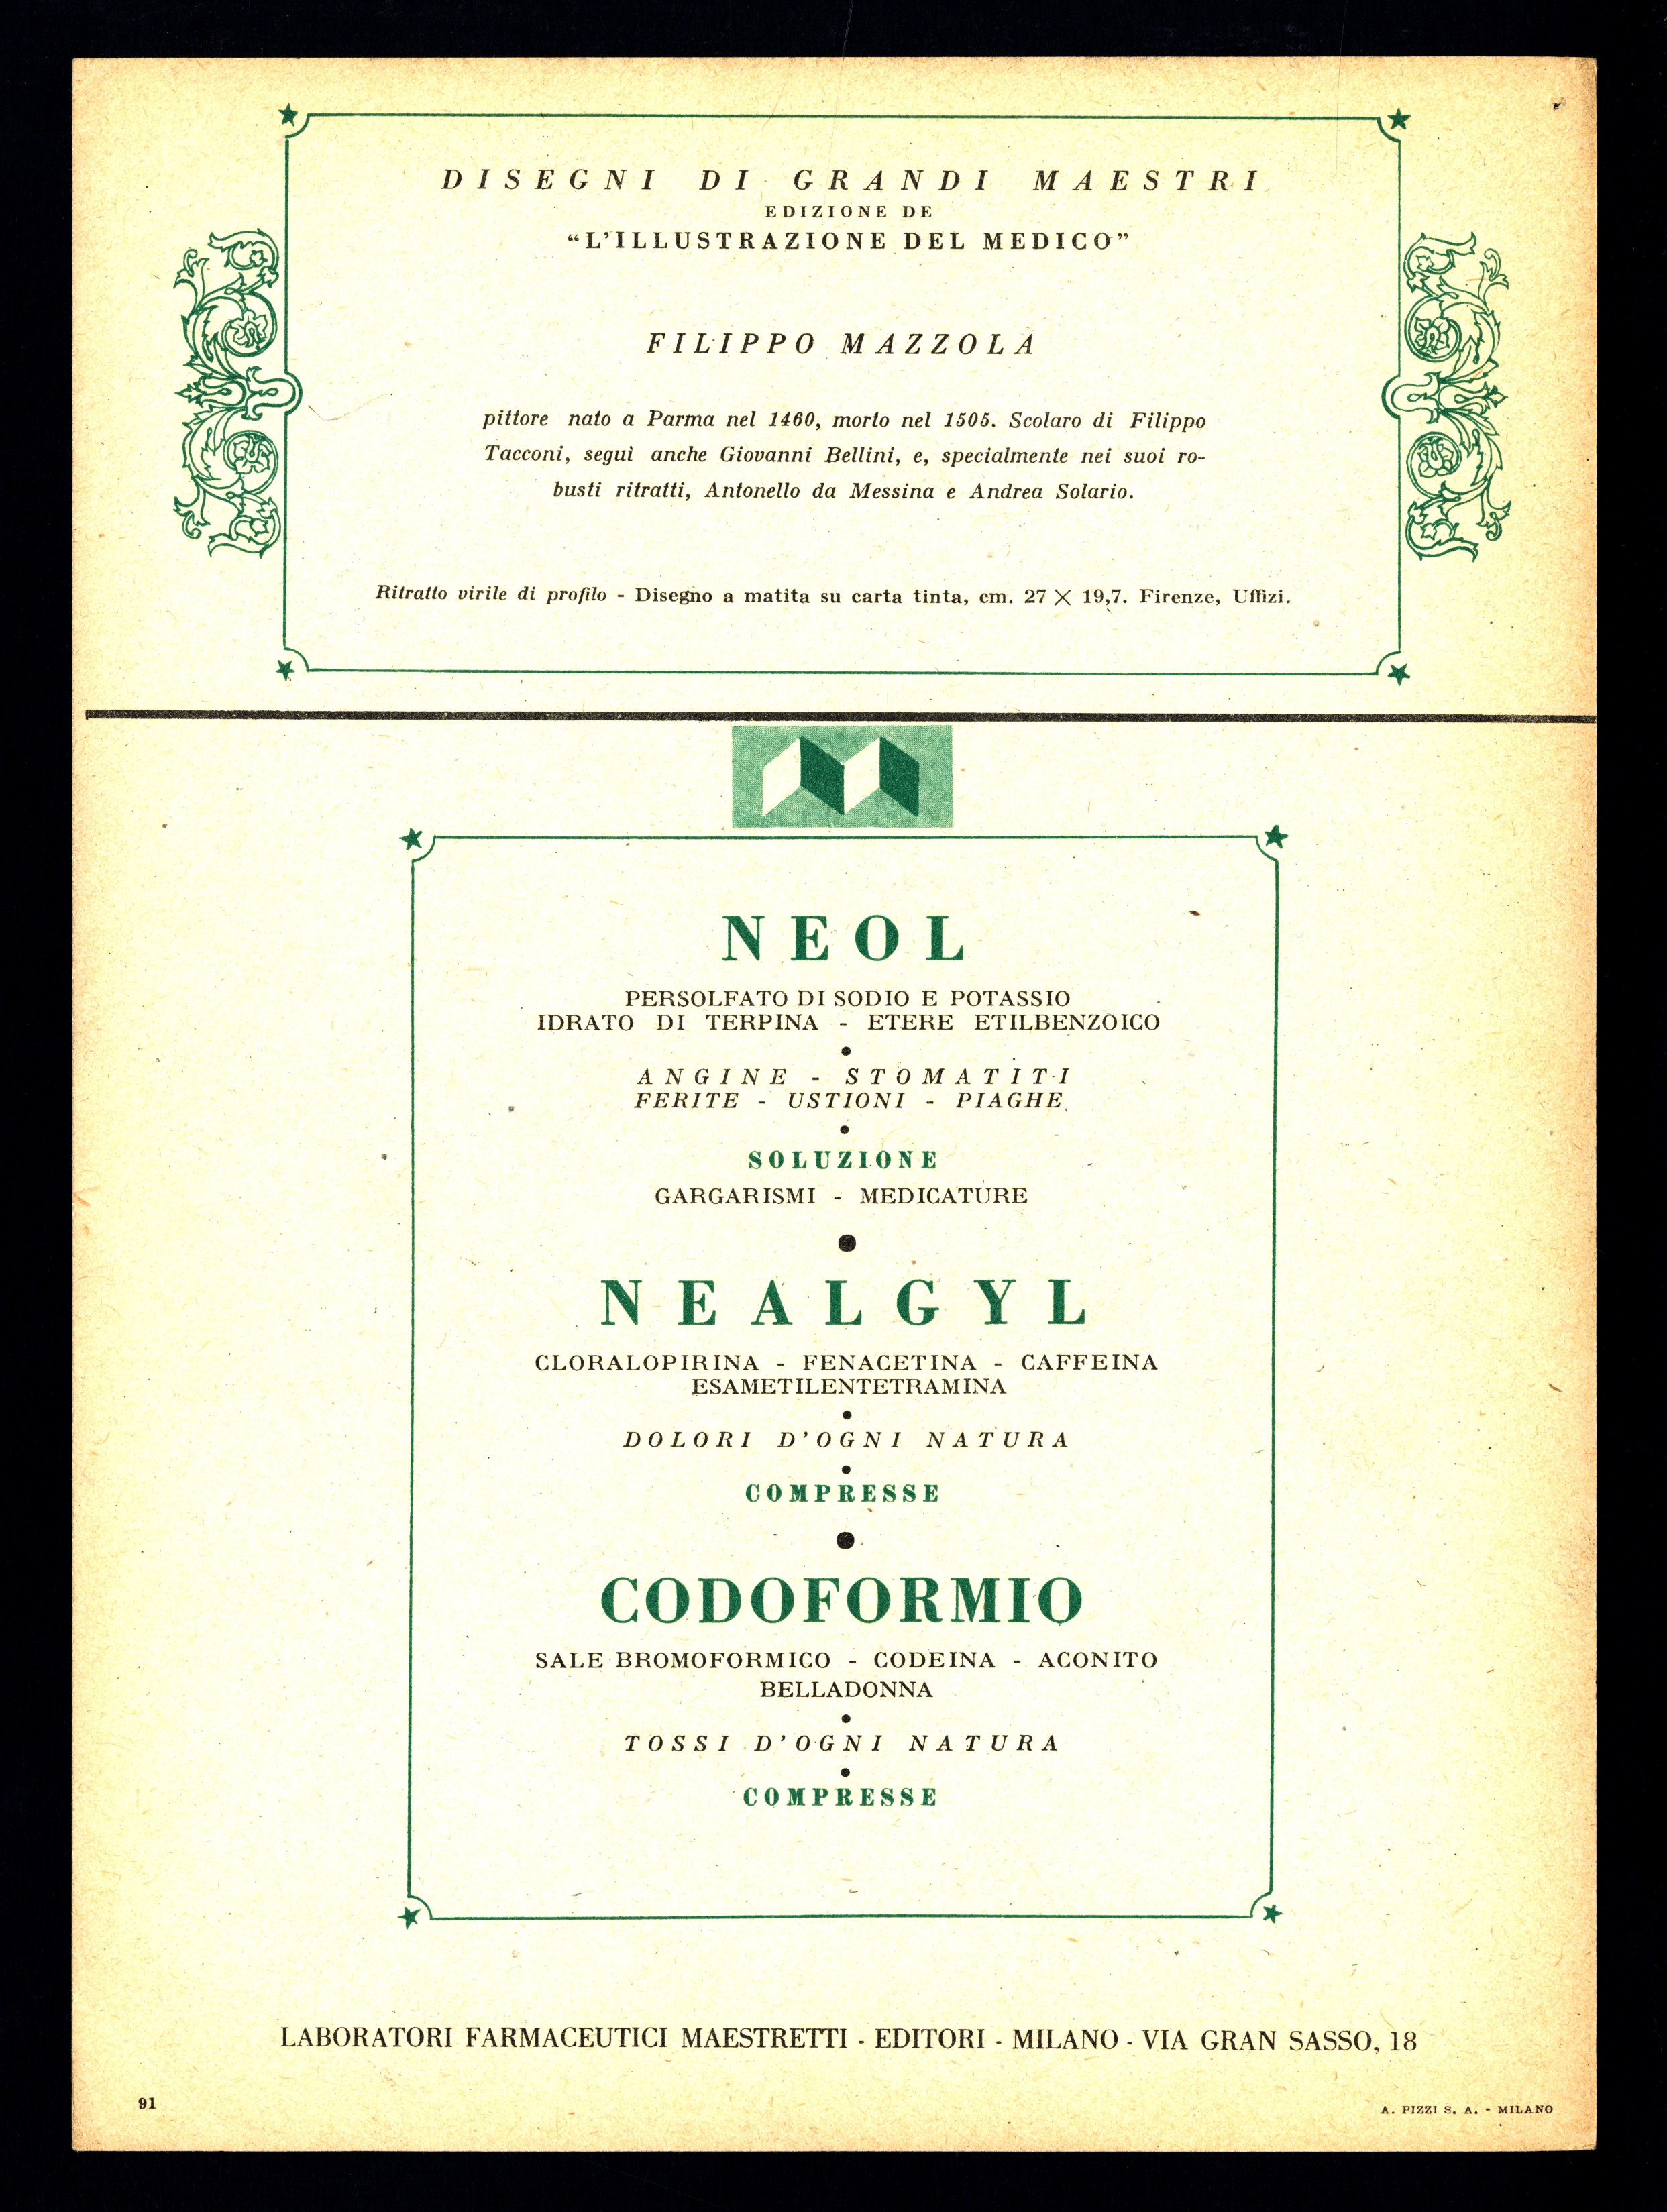 DISEGNI DI GRANDI MAESTRI
EDIZIONE DE
“L’ILLUSTRAZIONE DEL MEDICO”
FILIPPO MAZZOLA
pittore nato a Parma nel 1460, morto nel 1505. Scolaro di Filippo
Tacconi, seguì anche Giovanni Bellini, e, specialmente nei suoi ro-
busti ritratti, Antonello da Messina e Andrea Solario.
Ritratto virile di profilo - Disegno a matita su carta tinta, cm. 27 × 19,7. Firenze, Uffizi.
NEOL
PERSOLFATO DI SODIO E POTASSIO
IDRATO DI TERPINA - ETERE ETILBENZOICO
ANGINE - STOMATITI
FERITE - USTIONI - PIAGHE
SOLUZIONE
GARGARISMI - MEDICATURE
NEALGYL
CLORALOPIRINA - FENACETINA - CAFFEINA
ESAMETILENTETRAMINA
DOLORI D’OGNI NATURA
COMPRESSE
CODOFORMIO
SALE BROMOFORMICO - CODEINA - ACONITO
BELLADONNA
TOSSI D’OGNI NATURA
COMPRESSE
LABORATORI FARMACEUTICI MAESTRETTI - EDITORI - MILANO - VIA GRAN SASSO, 18
91
A. PIZZI S. A. - MILANO